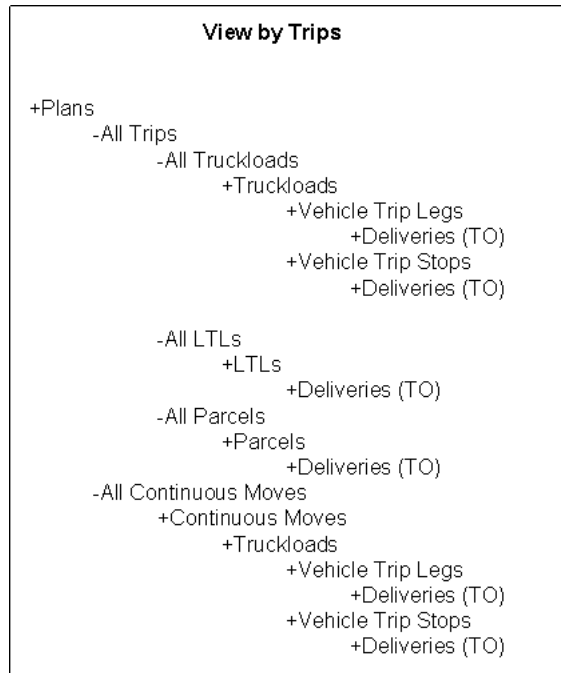 View by Trips
+Plans
-All Trips
-All Truckloads
+Truckloads
+Vehicle Trip Legs
+Deliveries (TO)
+Vehicle Trip Stops
+Deliveries (TO)
-All LTLs
+LTLs
+Deliveries (TO)
-All Parcels
+Parcels
+Deliveries (TO)
-All Continuous Moves
+Continuous Moves
+Truckloads
+Vehicle Trip Legs
+Deliveries (TO)
+Vehicle Trip Stops
+Deliveries (TO)